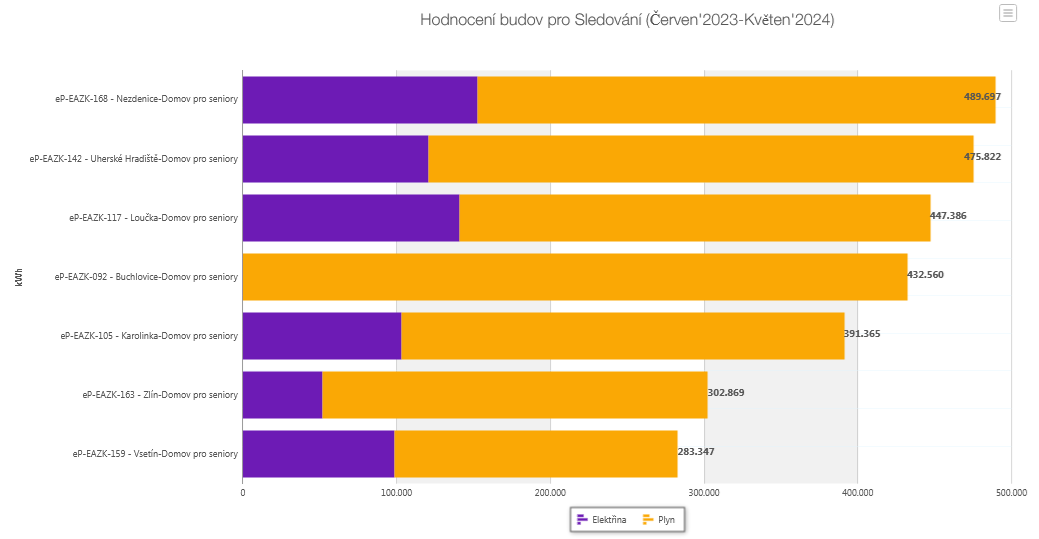 Hodnocení budov pro Sledování (Červen'2023-Květen'2024)
eP-EAZK-168 - Nezdenice-Domov pro seniory
489.697
eP-EAZK-142 - Uherské Hradiště-Domov pro seniory
475.822
eP-EAZK-117 - Loučka-Domov pro seniory
447.386
kWh
eP-EAZK-092 - Buchlovice-Domov pro seniory
432.560
eP-EAZK-105 - Karolinka-Domov pro seniory
391.365
eP-EAZK-163 - Zlín-Domov pro seniory
302.869
eP-EAZK-159 - Vsetín-Domov pro seniory
283.347
0 100.000 200.000 300.000 400.000 500.000
Elektřina Plyn